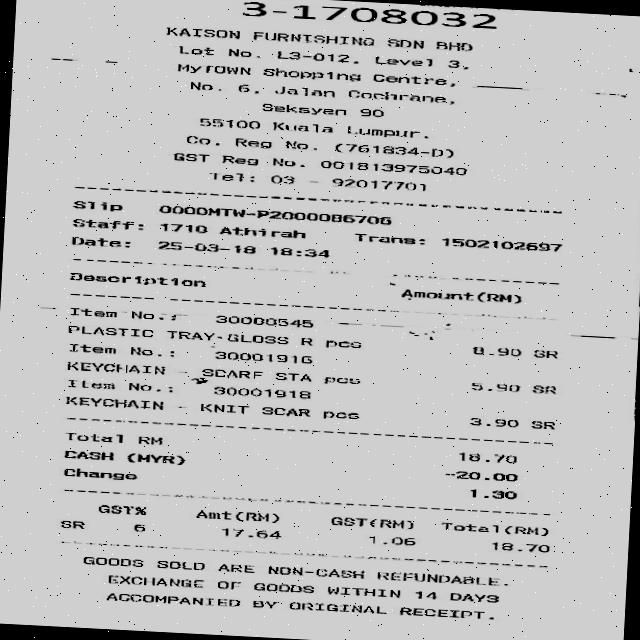 3-1708032
KAISON FURNISHING SDN BHD
Lot No. L3-012, Level 3,
MyTOWN Shopping Centre,
No. 6, Jalan Cochrane,
Seksyen 90
55100 Kuala Lumpur.
Co. Reg No. (761834-D)
GST Reg No. 001813975040
Tel: 03 - 92017701
Slip 0000MTW-P2000086706
Staff: 1710 Athirah Trans: 1502102697
Date: 25-03-18 18:34
Description Amount(RM)
Item No.: 30000545
PLASTIC TRAY-GLOSS R pcs 8.90 SR
Item No.: 30001916
KEYCHAIN - SCARF STA pcs 5.90 SR
Item No.: 30001918
KEYCHAIN - KNIT SCAR pcs 3.90 SR
Total RM 18.70
CASH (MYR) -20.00
Change 1.30
GST% Amt(RM) GST(RM) Total(RM)
SR 6 17.64 1.06 18.70
GOODS SOLD ARE NON-CASH REFUNDABLE.
EXCHANGE OF GOODS WITHIN 14 DAYS
ACCOMPANIED BY ORIGINAL RECEIPT.